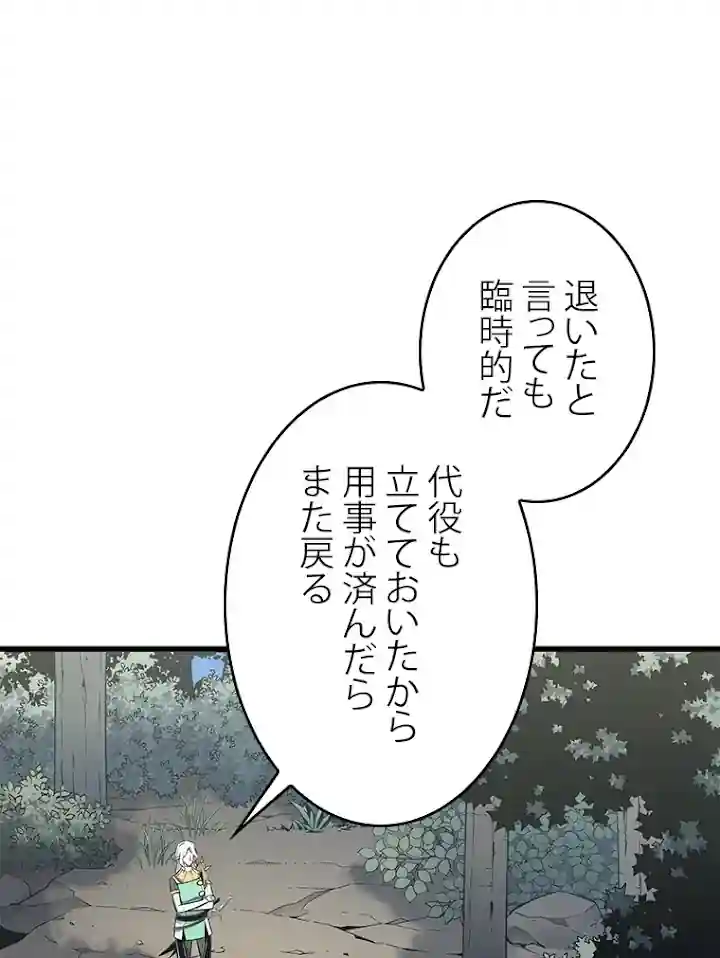 退いたと
言っても
臨時的だ
代役も
立てておいたから
用事が済んだら
また戻る